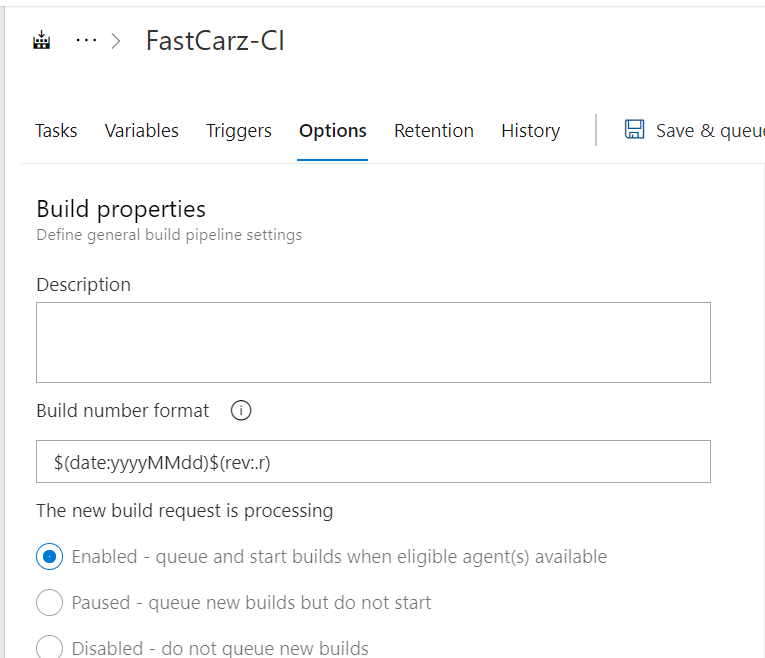 ··· > FastCarz-CI
Tasks Variables Triggers Options Retention History Save & queue
Build properties
Define general build pipeline settings
Description
Build number format
$(date:yyyyMMdd)$(rev:.r)
The new build request is processing
Enabled - queue and start builds when eligible agent(s) available
Paused - queue new builds but do not start
Disabled - do not queue new builds